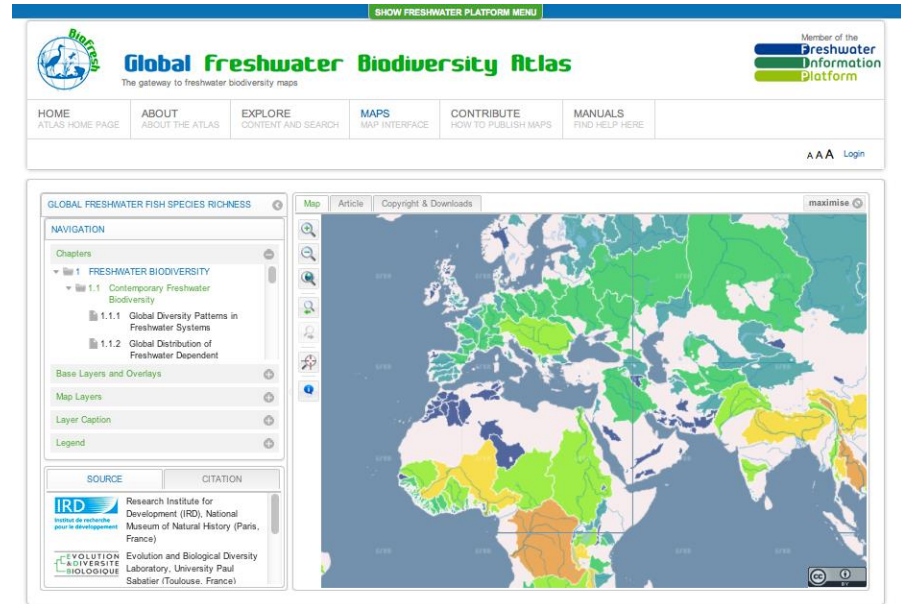 SHOW FRESHWATER PLATFORM MENU
BioFresh
Global Freshwater Biodiversity Atlas
The gateway to freshwater biodiversity maps
Member of the
Freshwater
Information
Platform
HOME
ATLAS HOME PAGE
ABOUT
ABOUT THE ATLAS
EXPLORE
CONTENT AND SEARCH
MAPS
MAP INTERFACE
CONTRIBUTE
HOW TO PUBLISH MAPS
MANUALS
FIND HELP HERE
A A A Login
GLOBAL FRESHWATER FISH SPECIES RICHNESS
NAVIGATION
Chapters
1 FRESHWATER BIODIVERSITY
1.1 Contemporary Freshwater
Biodiversity
1.1.1 Global Diversity Patterns in
Freshwater Systems
1.1.2 Global Distribution of
Freshwater Dependent
Base Layers and Overlays
Map Layers
Layer Caption
Legend
SOURCE
CITATION
IRD
Institut de recherche
pour le développement
Research Institute for
Development (IRD), National
Museum of Natural History (Paris,
France)
EVOLUTION
& DIVERSITE
BIOLOGIQUE
Evolution and Biological Diversity
Laboratory, University Paul
Sabatier (Toulouse, France)
Map
Article
Copyright & Downloads
maximise
cc
BY